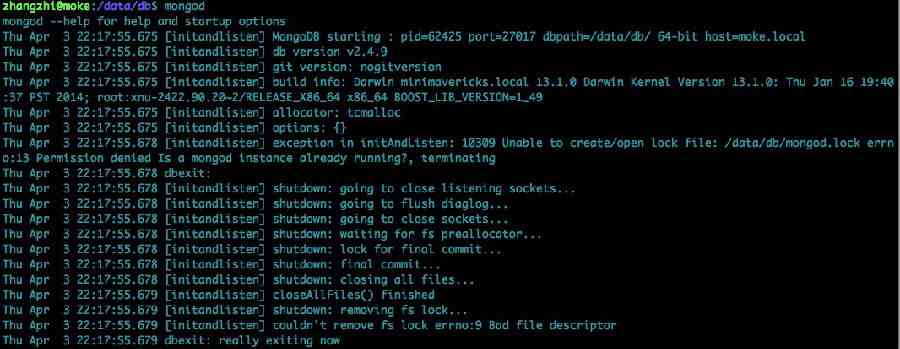 zhangzhi@moke:/data/db$ mongod
mongod --help for help and startup options
Thu Apr  3 22:17:55.675 [initandlisten] MongoDB starting : pid=62425 port=27017 dbpath=/data/db/ 64-bit host=moke.local
Thu Apr  3 22:17:55.675 [initandlisten] db version v2.4.9
Thu Apr  3 22:17:55.675 [initandlisten] git version: nogitversion
Thu Apr  3 22:17:55.675 [initandlisten] build info: Darwin minimavericks.local 13.1.0 Darwin Kernel Version 13.1.0: Thu Jan 16 19:40
:37 PST 2014; root:xnu-2422.90.20~2/RELEASE_X86_64 x86_64 BOOST_LIB_VERSION=1_49
Thu Apr  3 22:17:55.675 [initandlisten] allocator: tcmalloc
Thu Apr  3 22:17:55.675 [initandlisten] options: {}
Thu Apr  3 22:17:55.678 [initandlisten] exception in initAndListen: 10309 Unable to create/open lock file: /data/db/mongod.lock errn
o:13 Permission denied Is a mongod instance already running?, terminating
Thu Apr  3 22:17:55.678 dbexit:
Thu Apr  3 22:17:55.678 [initandlisten] shutdown: going to close listening sockets...
Thu Apr  3 22:17:55.678 [initandlisten] shutdown: going to flush diaglog...
Thu Apr  3 22:17:55.678 [initandlisten] shutdown: going to close sockets...
Thu Apr  3 22:17:55.678 [initandlisten] shutdown: waiting for fs preallocator...
Thu Apr  3 22:17:55.678 [initandlisten] shutdown: lock for final commit...
Thu Apr  3 22:17:55.678 [initandlisten] shutdown: final commit...
Thu Apr  3 22:17:55.678 [initandlisten] shutdown: closing all files...
Thu Apr  3 22:17:55.679 [initandlisten] closeAllFiles() finished
Thu Apr  3 22:17:55.679 [initandlisten] shutdown: removing fs lock...
Thu Apr  3 22:17:55.679 [initandlisten] couldn't remove fs lock errno:9 Bad file descriptor
Thu Apr  3 22:17:55.679 dbexit: really exiting now